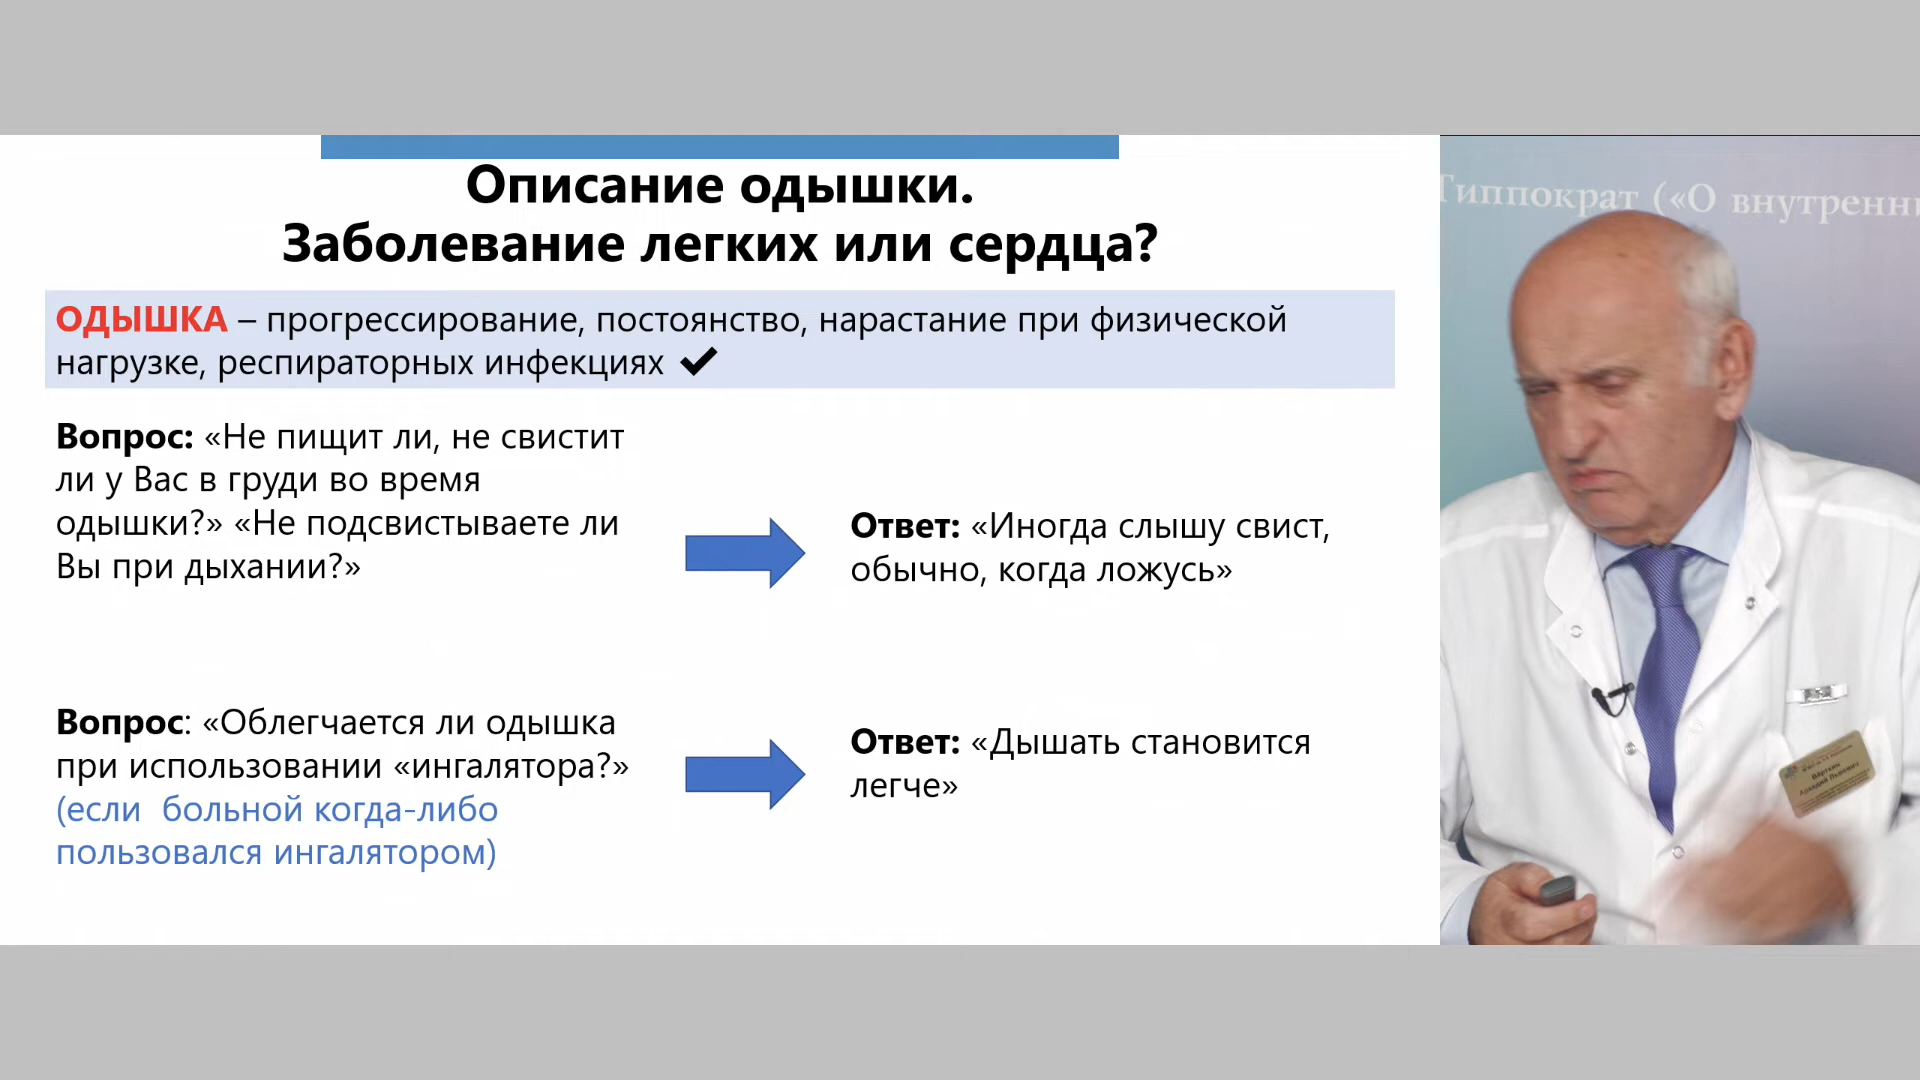 Описание одышки.
Заболевание легких или сердца?
ОДЫШКА – прогрессирование, постоянство, нарастание при физической
нагрузке, респираторных инфекциях ✔
Вопрос: «Не пищит ли, не свистит
ли у Вас в груди во время
одышки?» «Не подсвистываете ли
Вы при дыхании?»
Ответ: «Иногда слышу свист,
обычно, когда ложусь»
Вопрос: «Облегчается ли одышка
при использовании «ингалятора?»
(если больной когда-либо
пользовался ингалятором)
Ответ: «Дышать становится
легче»
Гиппократ («О внутренн
Вёрткин
Аркадий Львович